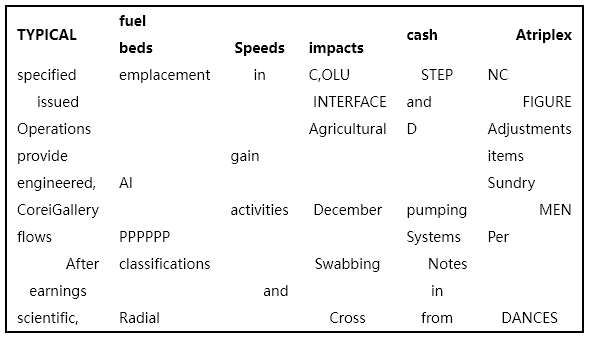 TYPICAL fuel beds Speeds impacts cash Atriplex
specified emplacement in C,OLU STEP NC
issued INTERFACE and FIGURE
Operations Agricultural D Adjustments
provide gain items
engineered, AI Sundry
CoreiGallery activities December pumping MEN
flows PPPPPP Systems Per
After classifications Swabbing Notes
earnings and in
scientific, Radial Cross from DANCES